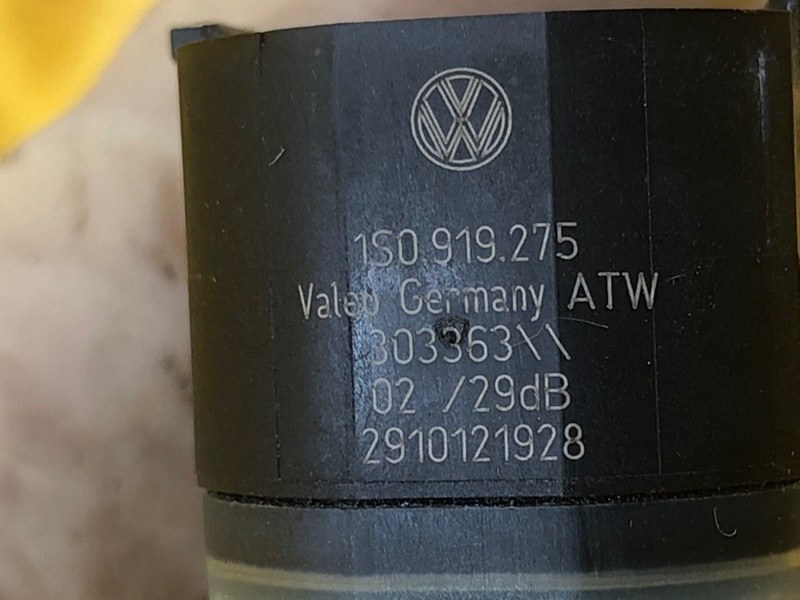 1S0.919.275
Valeo Germany ATW
303363\\
02 /29dB
2910121928